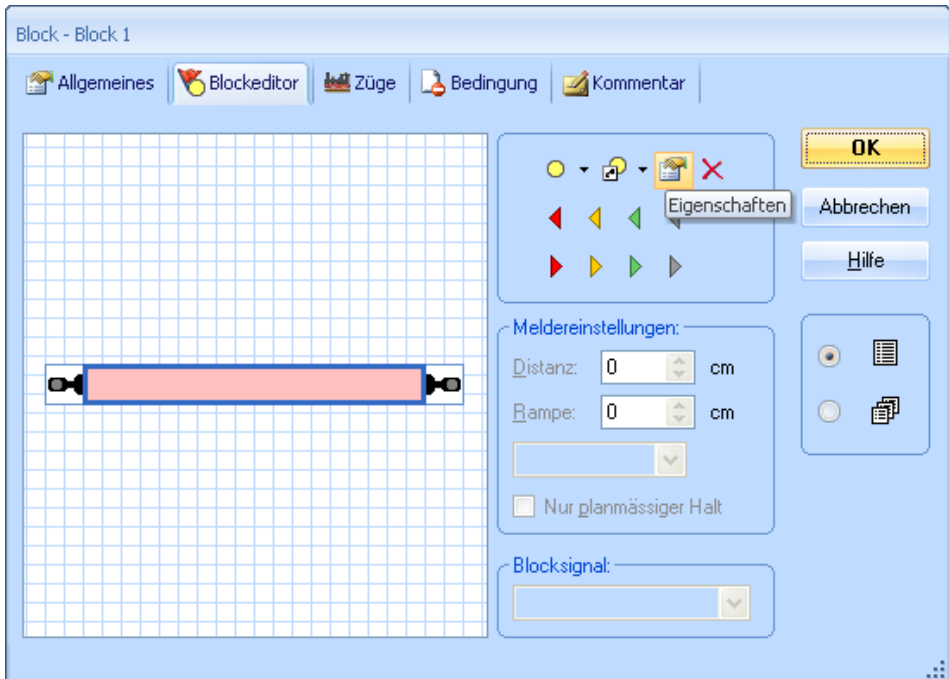 Block - Block 1
Allgemeines
Blockeditor
Züge
Bedingung
Kommentar
Eigenschaften
OK
Abbrechen
Hilfe
Meldereinstellungen:
Distanz: 0 cm
Rampe: 0 cm
Nur planmässiger Halt
Blocksignal: